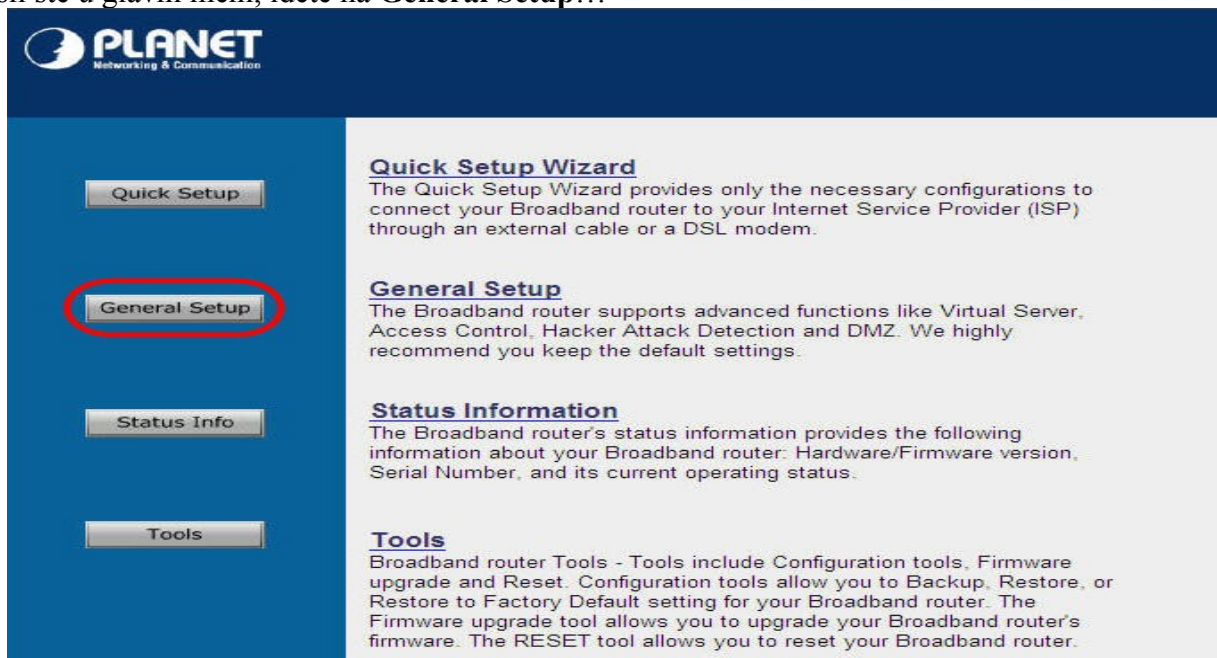 ste u glavni meni, idete na General Setup…
PLANET
Networking & Communication
Quick Setup
General Setup
Status Info
Tools
Quick Setup Wizard
The Quick Setup Wizard provides only the necessary configurations to
connect your Broadband router to your Internet Service Provider (ISP)
through an external cable or a DSL modem.
General Setup
The Broadband router supports advanced functions like Virtual Server,
Access Control, Hacker Attack Detection and DMZ. We highly
recommend you keep the default settings.
Status Information
The Broadband router's status information provides the following
information about your Broadband router: Hardware/Firmware version,
Serial Number, and its current operating status.
Tools
Broadband router Tools - Tools include Configuration tools, Firmware
upgrade and Reset. Configuration tools allow you to Backup, Restore, or
Restore to Factory Default setting for your Broadband router. The
Firmware upgrade tool allows you to upgrade your Broadband router's
firmware. The RESET tool allows you to reset your Broadband router.